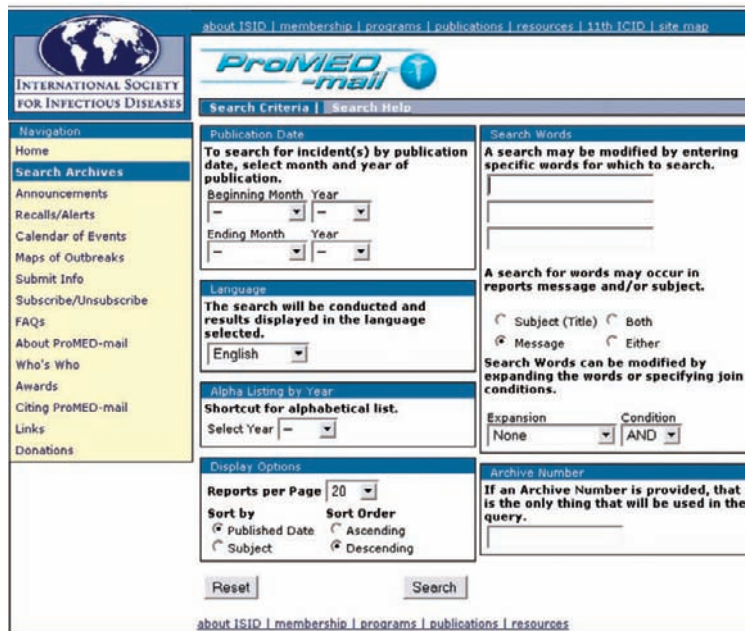 about ISID | membership | programs | publications | resources | 11th ICID | site map
INTERNATIONAL SOCIETY
FOR INFECTIOUS DISEASES
ProMED
-mail
Search Criteria | Search Help
Navigation
Home
Search Archives
Announcements
Recalls/Alerts
Calendar of Events
Maps of Outbreaks
Submit Info
Subscribe/Unsubscribe
FAQs
About ProMED-mail
Who's Who
Awards
Citing ProMED-mail
Links
Donations
Publication Date
To search for incident(s) by publication
date, select month and year of
publication.
Beginning Month Year
-- --
Ending Month Year
-- --
Language
The search will be conducted and
results displayed in the language
selected.
English
Alpha Listing by Year
Shortcut for alphabetical list.
Select Year --
Display Options
Reports per Page 20
Sort by Sort Order
Published Date Ascending
Subject Descending
Search Words
A search may be modified by entering
specific words for which to search.
A search for words may occur in
reports message and/or subject.
Subject (Title) Both
Message Either
Search Words can be modified by
expanding the words or specifying join
conditions.
Expansion Condition
None AND
Archive Number
If an Archive Number is provided, that
is the only thing that will be used in the
query.
Reset Search
about ISID | membership | programs | publications | resources